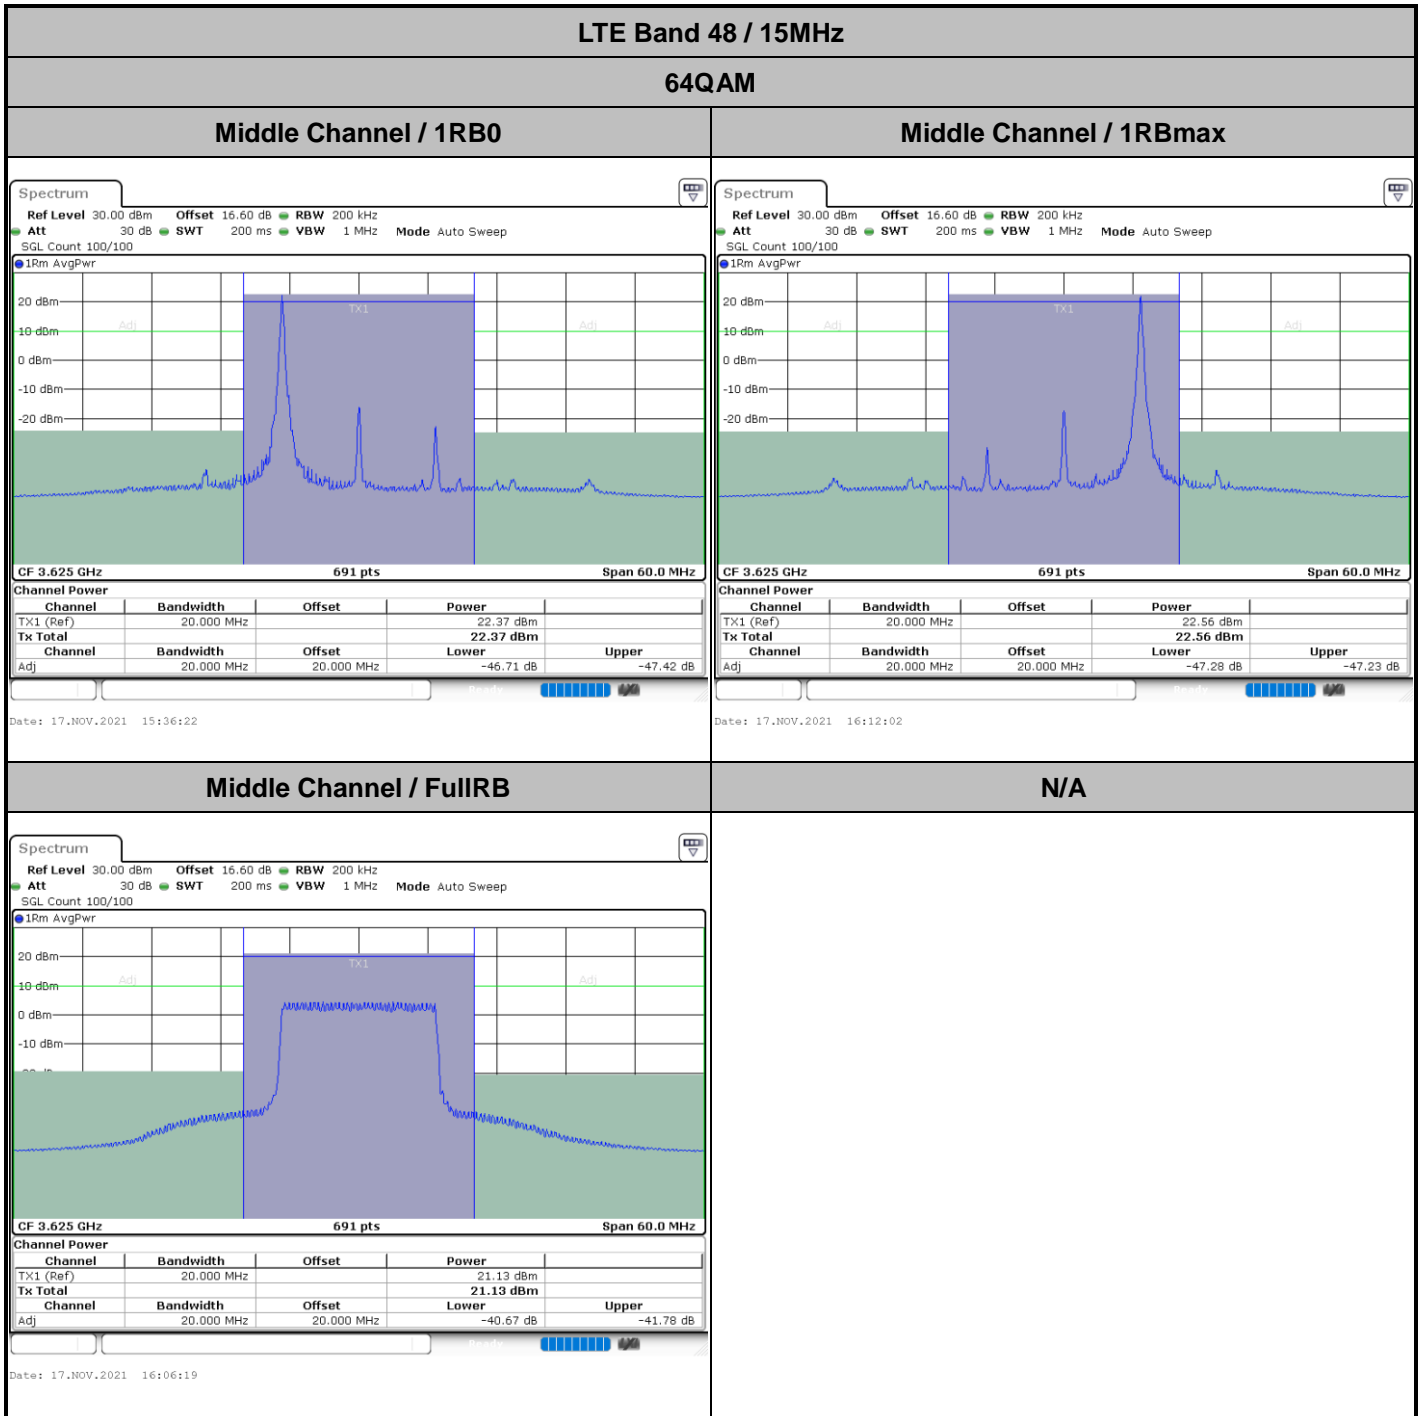 LTE Band 48 / 15MHz
64QAM
Middle Channel / 1RB0
Middle Channel / 1RBmax
Spectrum
Ref Level 30.00 dBm Offset 16.60 dB RBW 200 kHz
Att 30 dB SWT 200 ms VBW 1 MHz Mode Auto Sweep
SGL Count 100/100
1Rm AvgPwr
20 dBm
10 dBm
0 dBm
-10 dBm
-20 dBm
Adj
TX1
Adj
CF 3.625 GHz 691 pts Span 60.0 MHz
Channel Power
Channel Bandwidth Offset Power
TX1 (Ref) 20.000 MHz 22.37 dBm
Tx Total 22.37 dBm
Channel Bandwidth Offset Lower Upper
Adj 20.000 MHz 20.000 MHz -46.71 dB -47.42 dB
Ready
Date: 17.NOV.2021 15:36:22
Spectrum
Ref Level 30.00 dBm Offset 16.60 dB RBW 200 kHz
Att 30 dB SWT 200 ms VBW 1 MHz Mode Auto Sweep
SGL Count 100/100
1Rm AvgPwr
20 dBm
10 dBm
0 dBm
-10 dBm
-20 dBm
Adj
TX1
Adj
CF 3.625 GHz 691 pts Span 60.0 MHz
Channel Power
Channel Bandwidth Offset Power
TX1 (Ref) 20.000 MHz 22.56 dBm
Tx Total 22.56 dBm
Channel Bandwidth Offset Lower Upper
Adj 20.000 MHz 20.000 MHz -47.28 dB -47.23 dB
Ready
Date: 17.NOV.2021 16:12:02
Middle Channel / FullRB
N/A
Spectrum
Ref Level 30.00 dBm Offset 16.60 dB RBW 200 kHz
Att 30 dB SWT 200 ms VBW 1 MHz Mode Auto Sweep
SGL Count 100/100
1Rm AvgPwr
20 dBm
10 dBm
0 dBm
-10 dBm
Adj
TX1
Adj
CF 3.625 GHz 691 pts Span 60.0 MHz
Channel Power
Channel Bandwidth Offset Power
TX1 (Ref) 20.000 MHz 21.13 dBm
Tx Total 21.13 dBm
Channel Bandwidth Offset Lower Upper
Adj 20.000 MHz 20.000 MHz -40.67 dB -41.78 dB
Ready
Date: 17.NOV.2021 16:06:19